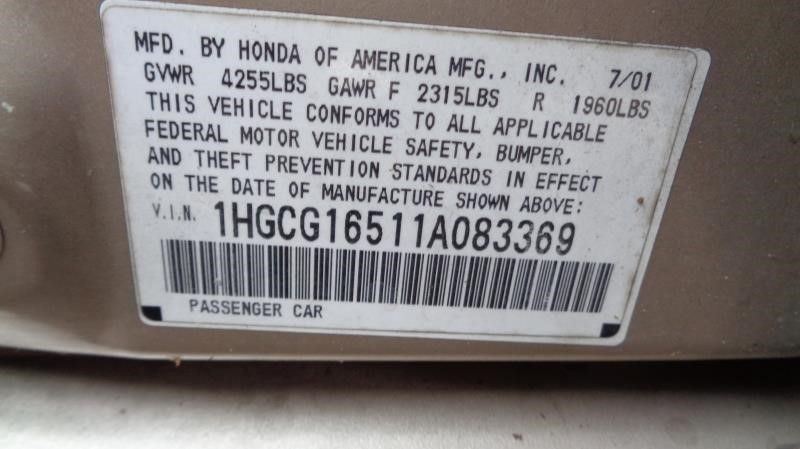 MFD. BY HONDA OF AMERICA MFG., INC. 7/01
GVWR 4255LBS GAWR F 2315LBS R 1960LBS
THIS VEHICLE CONFORMS TO ALL APPLICABLE
FEDERAL MOTOR VEHICLE SAFETY, BUMPER,
AND THEFT PREVENTION STANDARDS IN EFFECT
ON THE DATE OF MANUFACTURE SHOWN ABOVE:
V.I.N. 1HGCG16511A083369
PASSENGER CAR